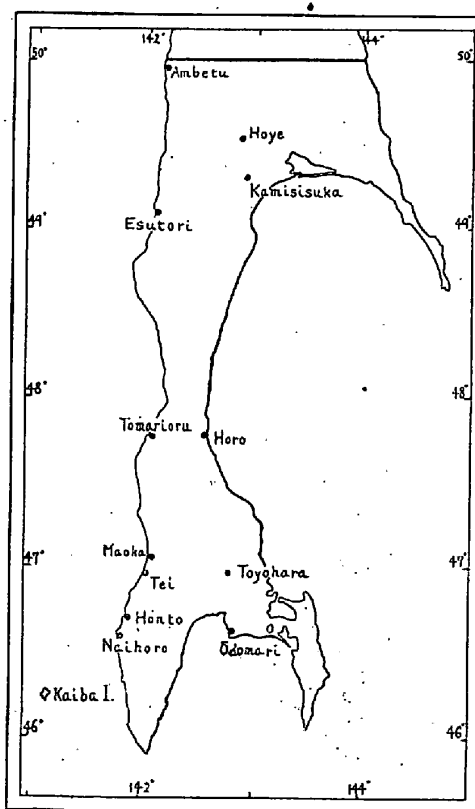 142° 144°
50° 50°
Ambetu
Hoye
Kamisisuka
49° Esutori 49°
48° 48°
Tomarioru Horo
47° Maoka 47°
Tei Toyohara
Honto
Naihoro Ōdomari
Kaiba I.
46° 46°
142° 144°